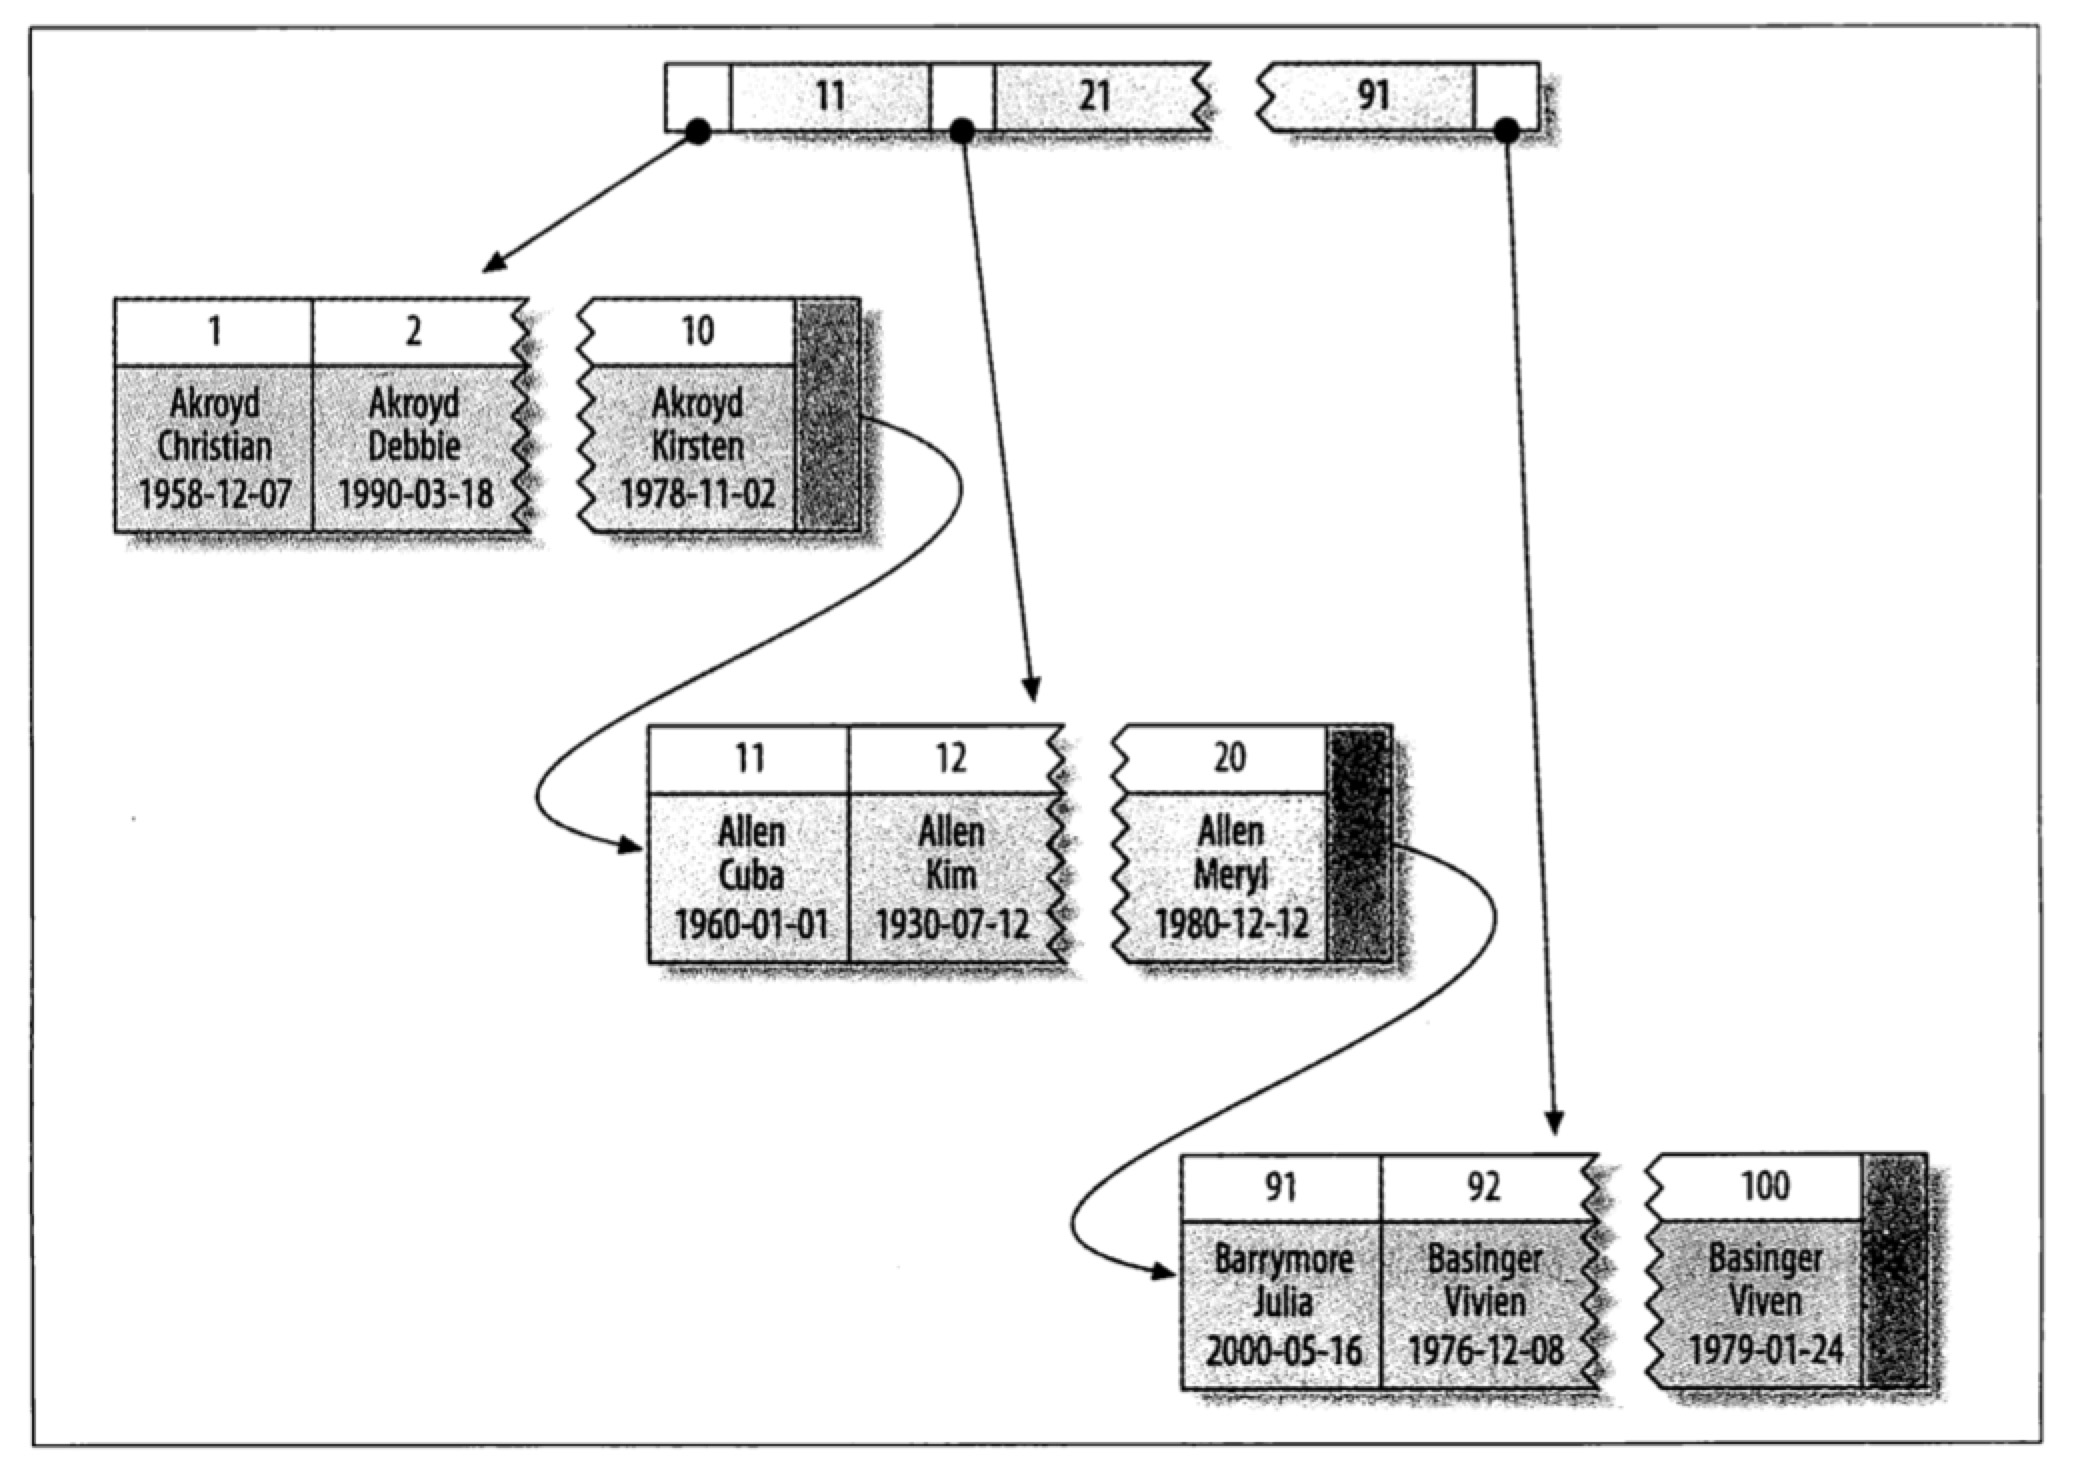 11 21 91
1 2 10
Akroyd Akroyd Akroyd
Christian Debbie Kirsten
1958-12-07 1990-03-18 1978-11-02
11 12 20
Allen Allen Allen
Cuba Kim Meryl
1960-01-01 1930-07-12 1980-12-12
91 92 100
Barrymore Basinger Basinger
Julia Vivien Viven
2000-05-16 1976-12-08 1979-01-24